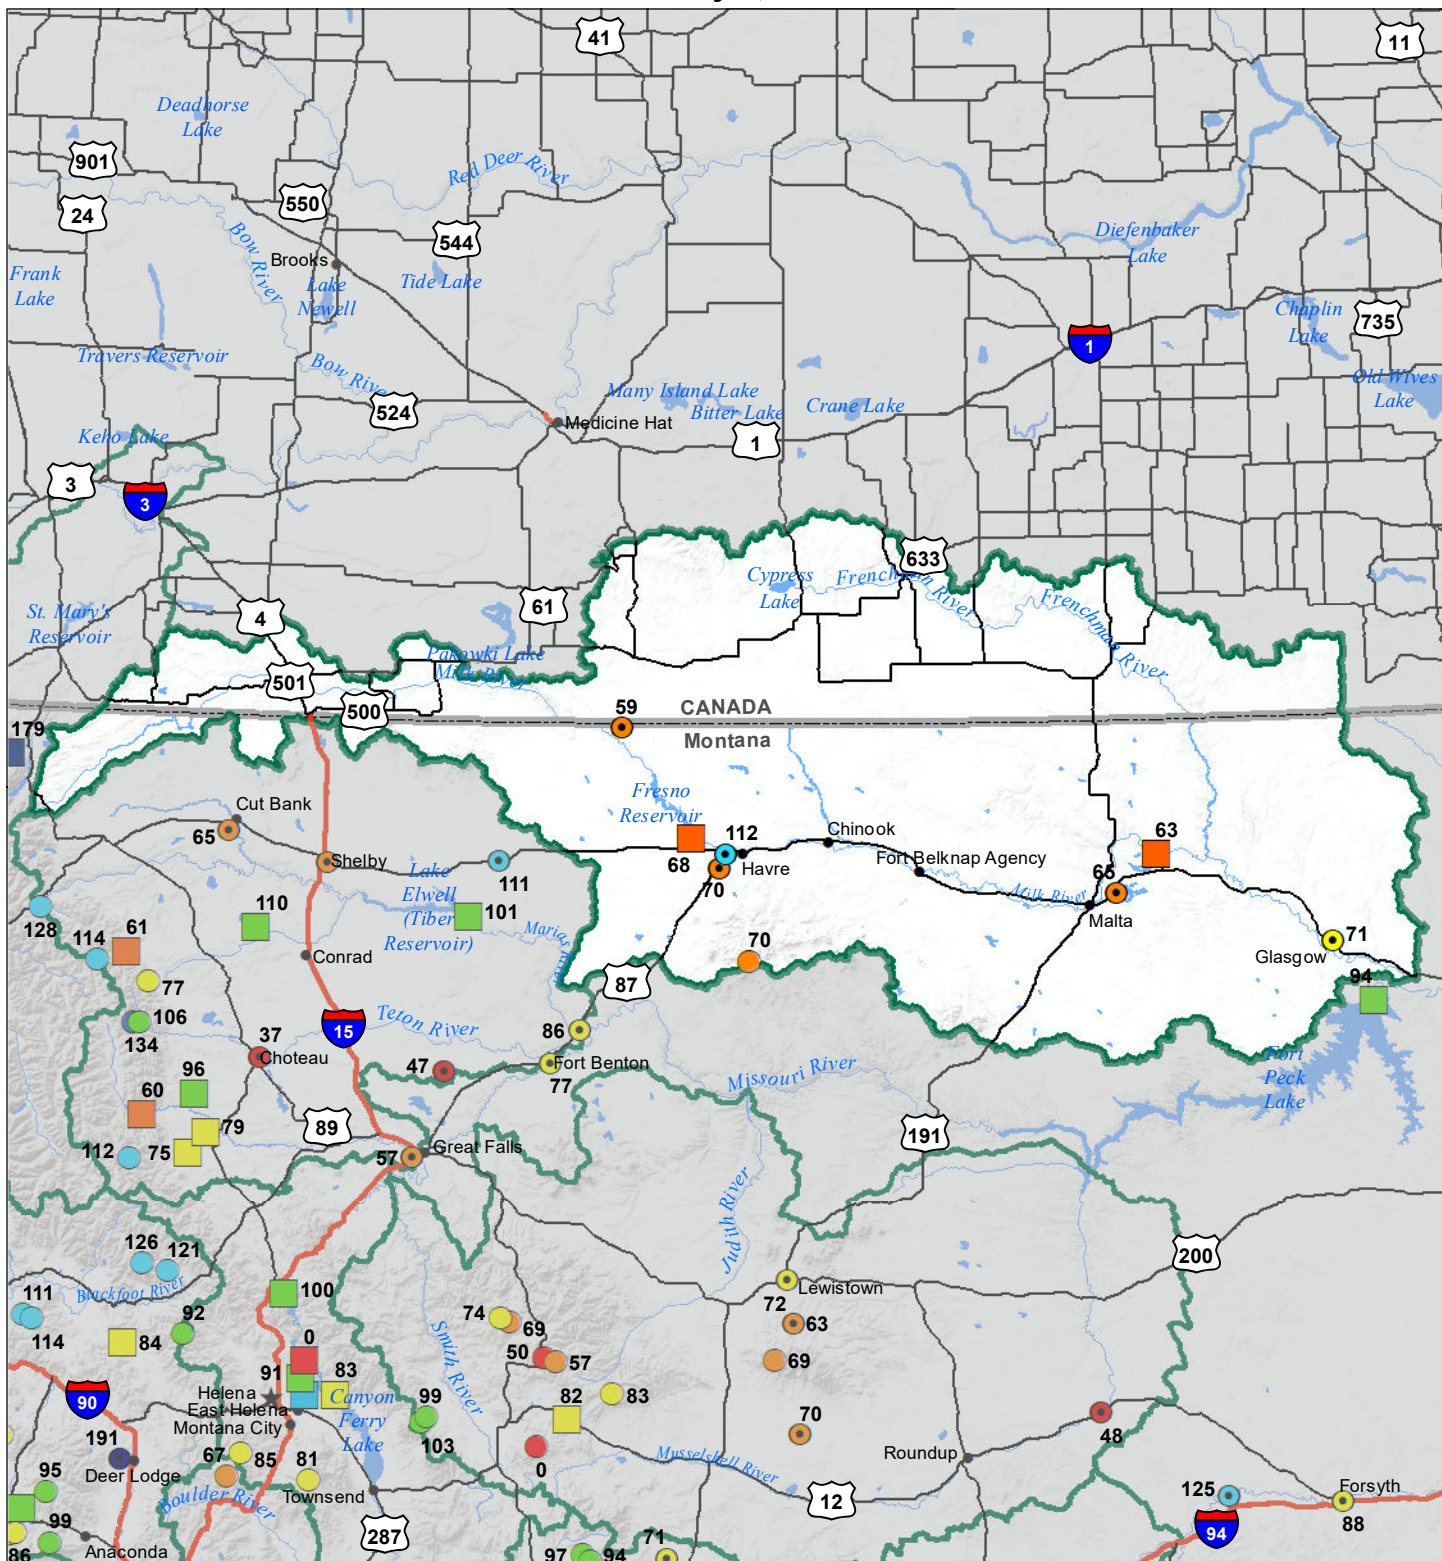 41
11
Deadhorse
Lake
901
Red Deer River
24
550
544
Bow River
Diefenbaker
Lake
Brooks
Frank
Lake
Lake
Newell
Tide Lake
Chaplin
Lake
735
1
Travers Reservoir
Bow River
Many Island Lake
Bitter Lake
Crane Lake
Old Wives
Lake
524
Medicine Hat
1
Keho Lake
3
3
633
Cypress
Lake
Frenchman River
Frenchman River
61
4
St. Mary's
Reservoir
Pakowki Lake
Milk River
501
500
59
CANADA
Montana
179
Cut Bank
65
Fresno
Reservoir
112
68
70
Havre
Chinook
Fort Belknap Agency
63
65
Milk River
Malta
Shelby
111
Lake
Elwell
(Tiber
Reservoir)
101
110
Marias River
128
114
61
77
Conrad
70
87
71
Glasgow
94
106
134
15
Teton River
86
37
Choteau
47
Fort Benton
77
Missouri River
Fort
Peck
Lake
96
60
79
75
112
89
57
Great Falls
191
Judith River
126
121
Blackfoot River
200
111
114
92
84
100
0
91
83
Helena
East Helena
Montana City
Canyon
Ferry
Lake
Smith River
74
69
50
57
82
83
Lewistown
72
63
69
99
103
0
70
90
191
Deer Lodge
67
85
81
Townsend
Boulder River
Musselshell River
Roundup
48
12
125
94
Forsyth
88
95
99
86
Anaconda
287
97
94
71